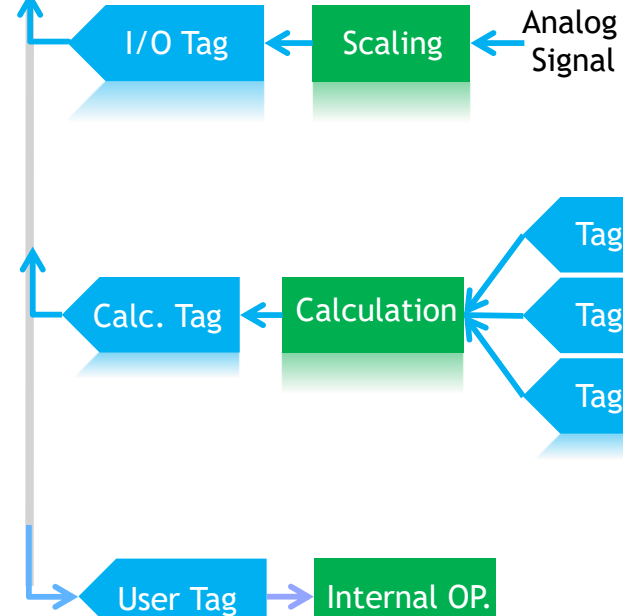 I/O Tag
Scaling
Analog
Signal
Tag
Calc. Tag
Calculation
Tag
Tag
User Tag
Internal OP.